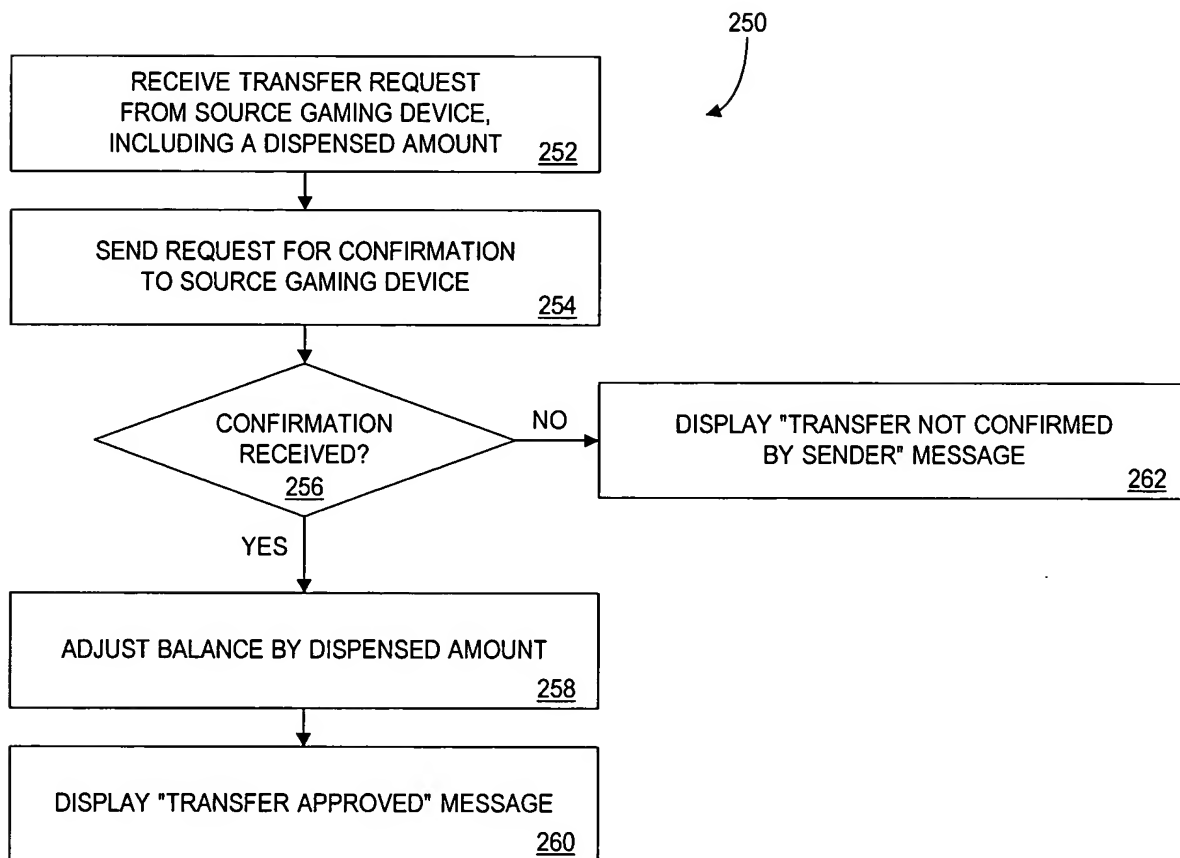 250
RECEIVE TRANSFER REQUEST
FROM SOURCE GAMING DEVICE,
INCLUDING A DISPENSED AMOUNT
252
SEND REQUEST FOR CONFIRMATION
TO SOURCE GAMING DEVICE
254
CONFIRMATION
RECEIVED?
256
NO
DISPLAY "TRANSFER NOT CONFIRMED
BY SENDER" MESSAGE
262
YES
ADJUST BALANCE BY DISPENSED AMOUNT
258
DISPLAY "TRANSFER APPROVED" MESSAGE
260